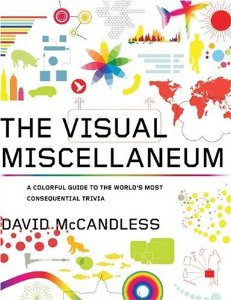 THE VISUAL
MISCELLANEUM
A COLORFUL GUIDE TO THE WORLD'S MOST
CONSEQUENTIAL TRIVIA
DAVID McCANDLESS